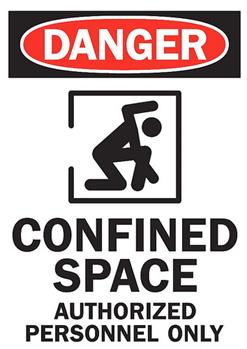 DANGER
CONFINED
SPACE
AUTHORIZED
PERSONNEL ONLY